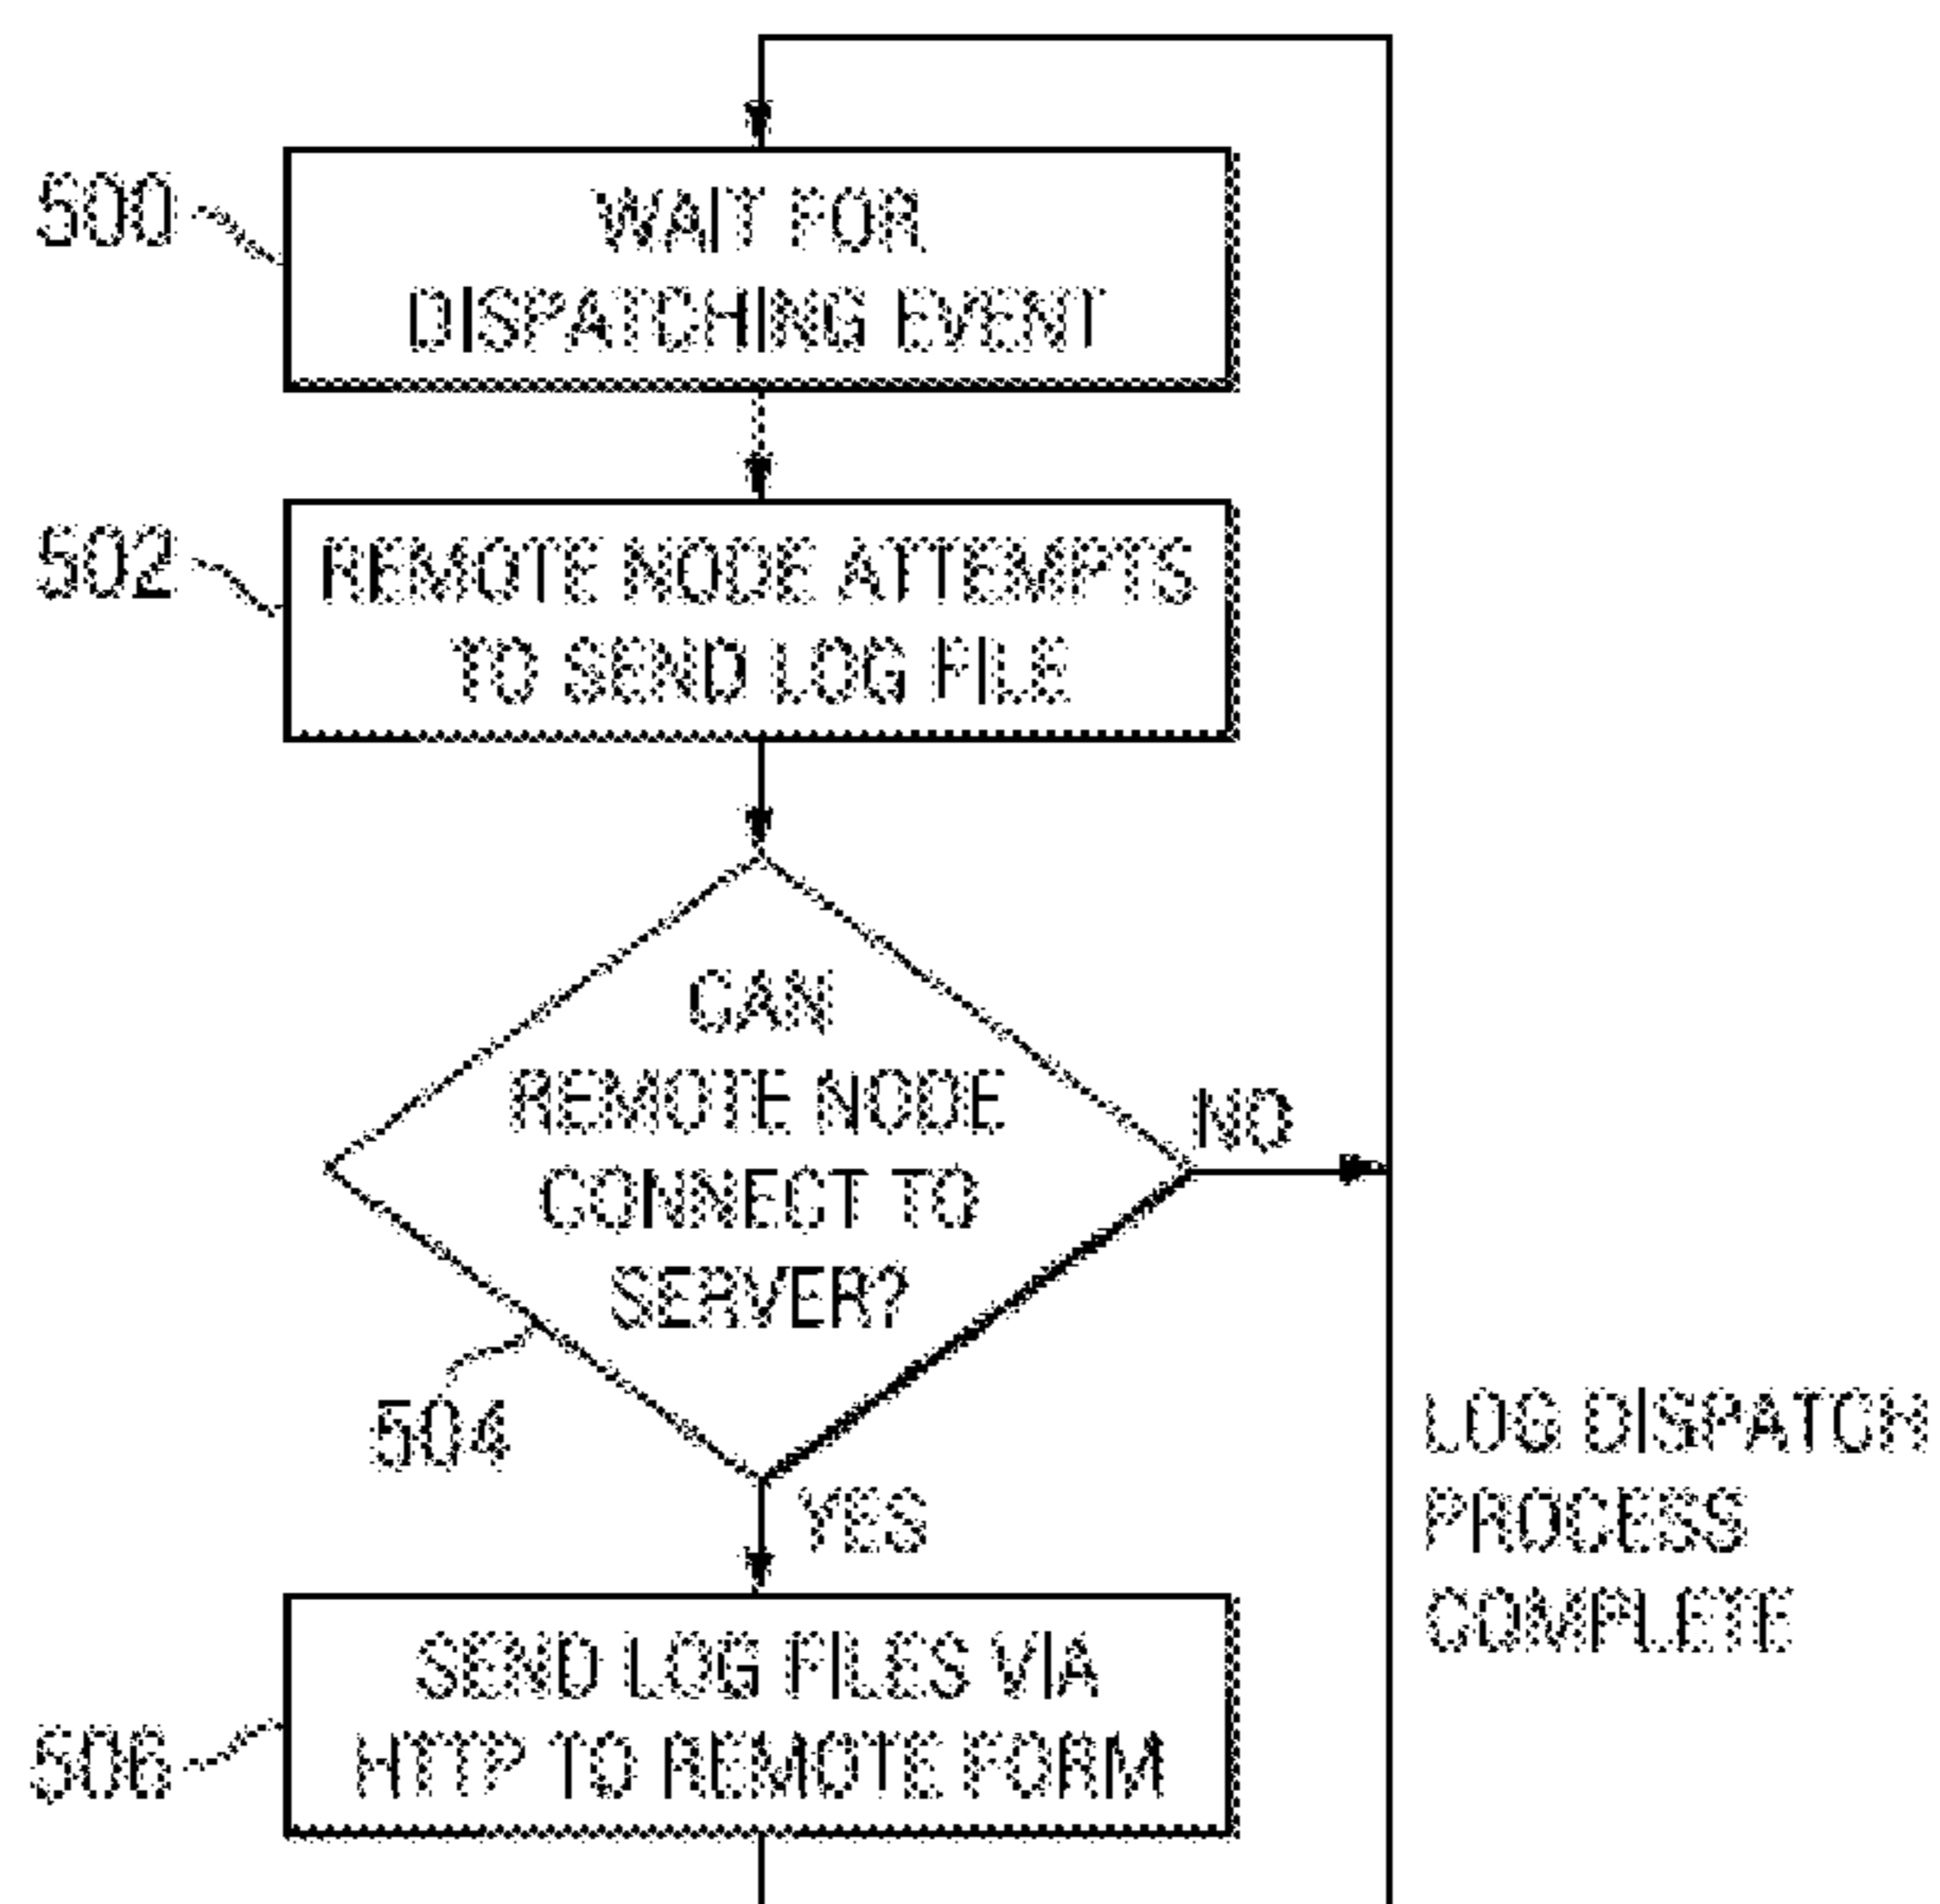 500
WAIT FOR
DISPATCHING EVENT
502
REMOTE NODE ATTEMPTS
TO SEND LOG FILE
CAN
REMOTE NODE
CONNECT TO
SERVER?
NO
504
YES
LOG DISPATCH
PROCESS
COMPLETE
506
SEND LOG FILES VIA
HTTP TO REMOTE FORM